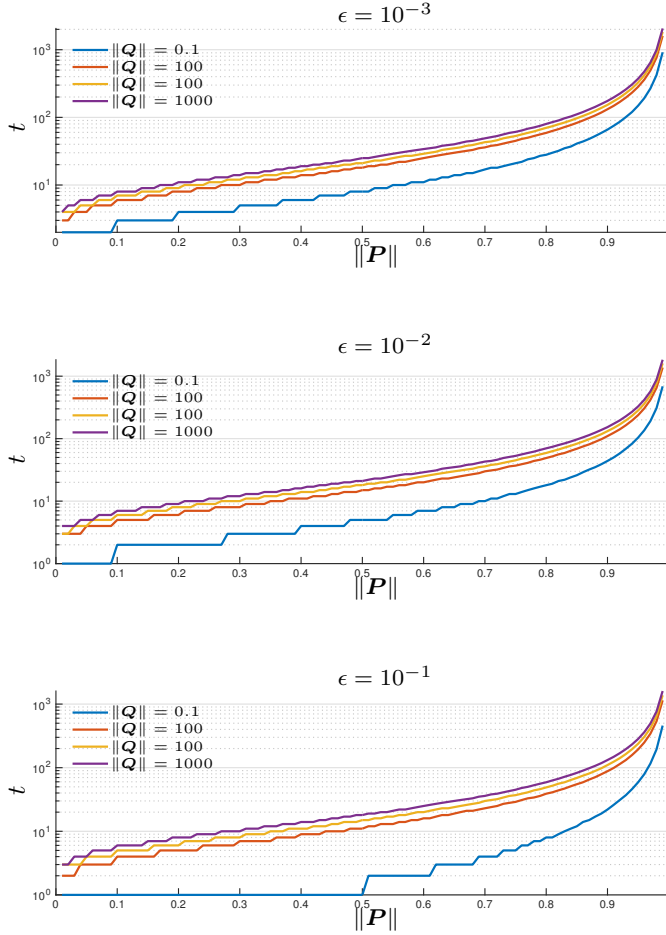 ϵ = 10⁻³
10³
‖Q‖ = 0.1
‖Q‖ = 100
‖Q‖ = 100
‖Q‖ = 1000
10²
t
10¹
0 0.1 0.2 0.3 0.4 0.5 0.6 0.7 0.8 0.9
‖P‖
ϵ = 10⁻²
10³
‖Q‖ = 0.1
‖Q‖ = 100
‖Q‖ = 100
‖Q‖ = 1000
10²
t
10¹
10⁰
0 0.1 0.2 0.3 0.4 0.5 0.6 0.7 0.8 0.9
‖P‖
ϵ = 10⁻¹
10³
‖Q‖ = 0.1
‖Q‖ = 100
‖Q‖ = 100
‖Q‖ = 1000
10²
t
10¹
10⁰
0 0.1 0.2 0.3 0.4 0.5 0.6 0.7 0.8 0.9
‖P‖